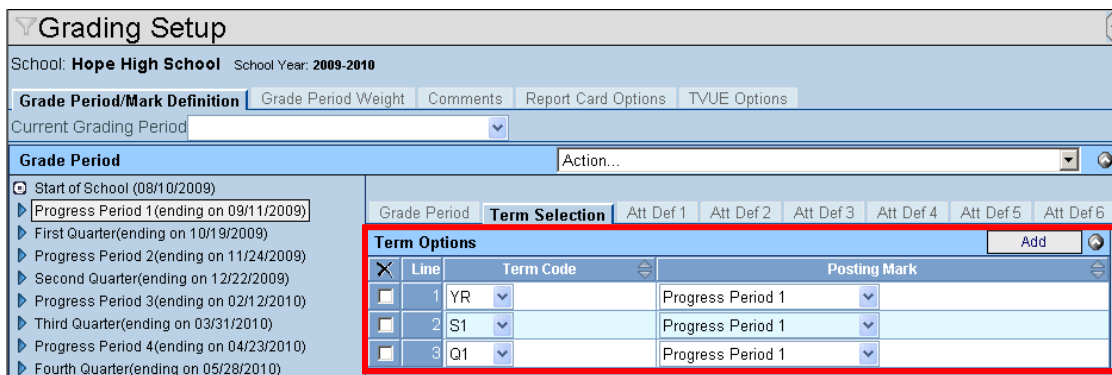 Grading Setup
School: Hope High School School Year: 2009-2010
Grade Period/Mark Definition Grade Period Weight Comments Report Card Options TVUE Options
Current Grading Period
Grade Period Action...
Start of School (08/10/2009)
Progress Period 1(ending on 09/11/2009)
First Quarter(ending on 10/19/2009)
Progress Period 2(ending on 11/24/2009)
Second Quarter(ending on 12/22/2009)
Progress Period 3(ending on 02/12/2010)
Third Quarter(ending on 03/31/2010)
Progress Period 4(ending on 04/23/2010)
Fourth Quarter(ending on 05/28/2010)
Grade Period Term Selection Att Def 1 Att Def 2 Att Def 3 Att Def 4 Att Def 5 Att Def 6
Term Options Add
Line Term Code Posting Mark
1 YR Progress Period 1
2 S1 Progress Period 1
3 Q1 Progress Period 1